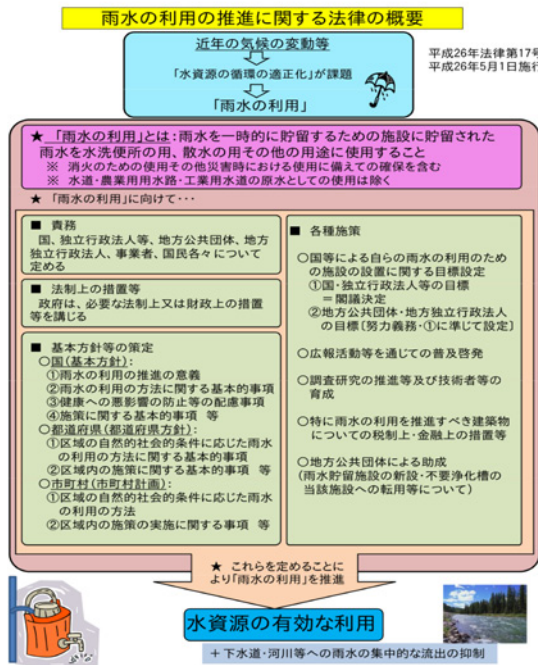 雨水の利用の推進に関する法律の概要
平成26年法律第17号
平成26年5月1日施行
近年の気候の変動等
「水資源の循環の適正化」が課題
「雨水の利用」
★ 「雨水の利用」とは：雨水を一時的に貯留するための施設に貯留された
雨水を水洗便所の用、散水の用その他の用途に使用すること
※ 消火のための使用その他災害時における使用に備えての確保を含む
※ 水道・農業用用水路・工業用水道の原水としての使用は除く
★ 「雨水の利用」に向けて・・・
■ 責務
国、独立行政法人等、地方公共団体、地方
独立行政法人、事業者、国民各々について
定める
■ 法制上の措置等
政府は、必要な法制上又は財政上の措置
等を講じる
■ 基本方針等の策定
○国(基本方針)：
①雨水の利用の推進の意義
②雨水の利用の方法に関する基本的事項
③健康への悪影響の防止等の配慮事項
④施策に関する基本的事項 等
○都道府県(都道府県方針)：
①区域の自然的社会的条件に応じた雨水
の利用の方法に関する基本的事項
②区域内の施策に関する基本的事項 等
○市町村(市町村計画)：
①区域の自然的社会的条件に応じた雨水
の利用の方法
②区域内の施策の実施に関する事項 等
■ 各種施策
○国等による自らの雨水の利用のため
の施設の設置に関する目標設定
①国・独立行政法人等の目標
＝閣議決定
②地方公共団体・地方独立行政法人
の目標〔努力義務・①に準じて設定〕
○広報活動等を通じての普及啓発
○調査研究の推進等及び技術者等の
育成
○特に雨水の利用を推進すべき建築物
についての税制上・金融上の措置等
○地方公共団体による助成
(雨水貯留施設の新設・不要浄化槽の
当該施設への転用等について)
★ これらを定めることに
より「雨水の利用」を推進
水資源の有効な利用
＋下水道・河川等への雨水の集中的な流出の抑制